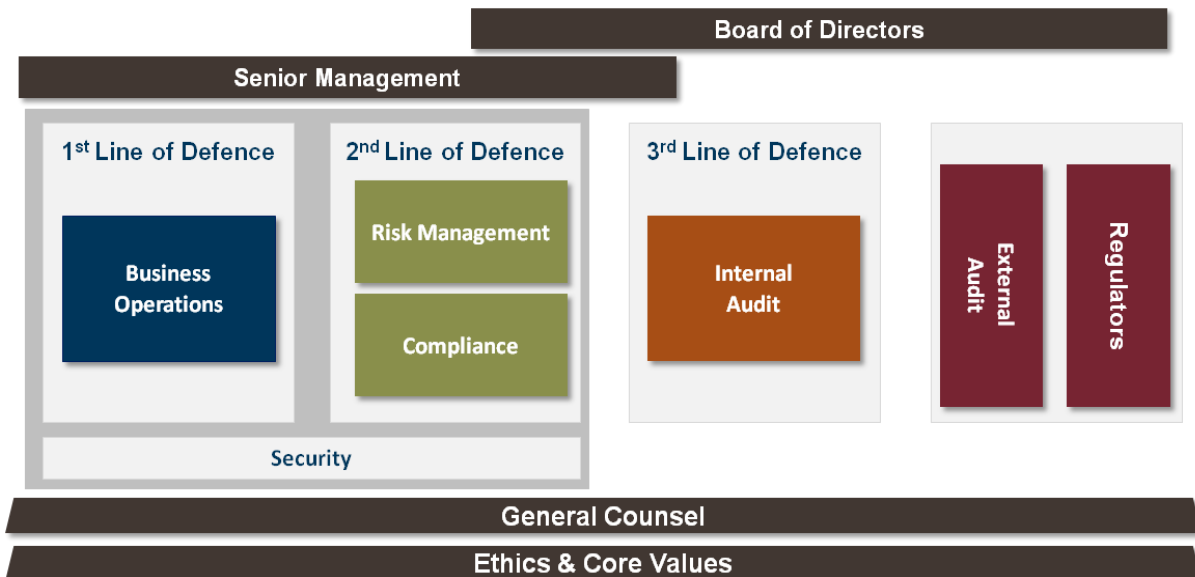 Board of Directors
Senior Management
1st Line of Defence
2nd Line of Defence
3rd Line of Defence
Business
Operations
Risk Management
Compliance
Internal
Audit
External
Audit
Regulators
Security
General Counsel
Ethics & Core Values